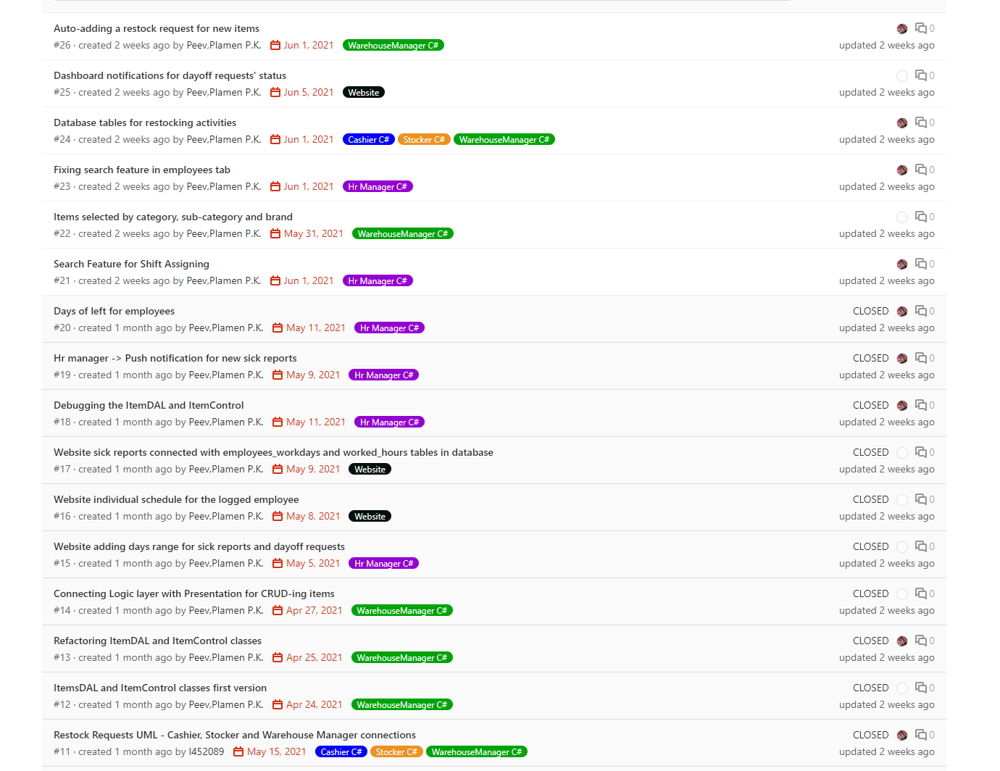 Auto-adding a restock request for new items
0
#26 · created 2 weeks ago by Peev,Plamen P.K. Jun 1, 2021 WarehouseManager C#
updated 2 weeks ago
Dashboard notifications for dayoff requests' status
0
#25 · created 2 weeks ago by Peev,Plamen P.K. Jun 5, 2021 Website
updated 2 weeks ago
Database tables for restocking activities
0
#24 · created 2 weeks ago by Peev,Plamen P.K. Jun 1, 2021 Cashier C# Stocker C# WarehouseManager C#
updated 2 weeks ago
Fixing search feature in employees tab
0
#23 · created 2 weeks ago by Peev,Plamen P.K. Jun 1, 2021 Hr Manager C#
updated 2 weeks ago
Items selected by category, sub-category and brand
0
#22 · created 2 weeks ago by Peev,Plamen P.K. May 31, 2021 WarehouseManager C#
updated 2 weeks ago
Search Feature for Shift Assigning
0
#21 · created 2 weeks ago by Peev,Plamen P.K. Jun 1, 2021 Hr Manager C#
updated 2 weeks ago
Days of left for employees
CLOSED 0
#20 · created 1 month ago by Peev,Plamen P.K. May 11, 2021 Hr Manager C#
updated 2 weeks ago
Hr manager -> Push notification for new sick reports
CLOSED 0
#19 · created 1 month ago by Peev,Plamen P.K. May 9, 2021 Hr Manager C#
updated 2 weeks ago
Debugging the ItemDAL and ItemControl
CLOSED 0
#18 · created 1 month ago by Peev,Plamen P.K. May 11, 2021 Hr Manager C#
updated 2 weeks ago
Website sick reports connected with employees_workdays and worked_hours tables in database
CLOSED 0
#17 · created 1 month ago by Peev,Plamen P.K. May 9, 2021 Website
updated 2 weeks ago
Website individual schedule for the logged employee
CLOSED 0
#16 · created 1 month ago by Peev,Plamen P.K. May 8, 2021 Website
updated 2 weeks ago
Website adding days range for sick reports and dayoff requests
CLOSED 0
#15 · created 1 month ago by Peev,Plamen P.K. May 5, 2021 Hr Manager C#
updated 2 weeks ago
Connecting Logic layer with Presentation for CRUD-ing items
CLOSED 0
#14 · created 1 month ago by Peev,Plamen P.K. Apr 27, 2021 WarehouseManager C#
updated 2 weeks ago
Refactoring ItemDAL and ItemControl classes
CLOSED 0
#13 · created 1 month ago by Peev,Plamen P.K. Apr 25, 2021 WarehouseManager C#
updated 2 weeks ago
ItemsDAL and ItemControl classes first version
CLOSED 0
#12 · created 1 month ago by Peev,Plamen P.K. Apr 24, 2021 WarehouseManager C#
updated 2 weeks ago
Restock Requests UML - Cashier, Stocker and Warehouse Manager connections
CLOSED 0
#11 · created 1 month ago by I452089 May 15, 2021 Cashier C# Stocker C# WarehouseManager C#
updated 2 weeks ago